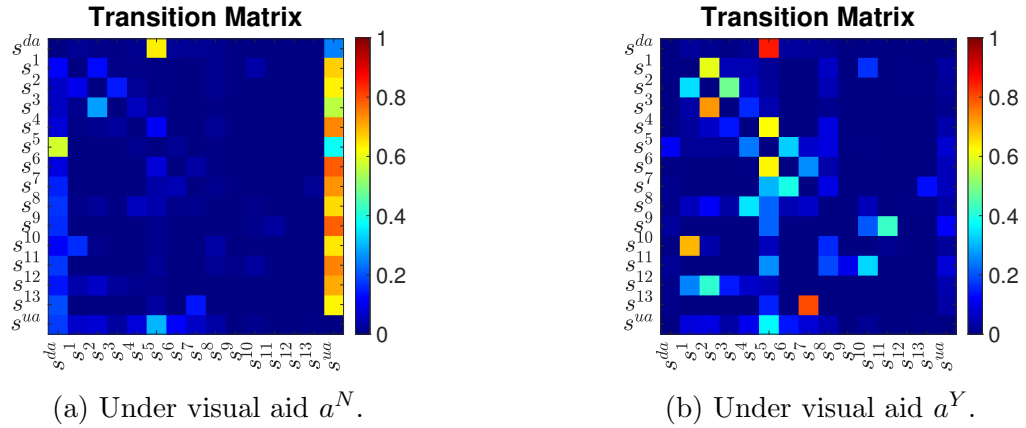 Transition Matrix
s^{da}
s^1
s^2
s^3
s^4
s^5
s^6
s^7
s^8
s^9
s^{10}
s^{11}
s^{12}
s^{13}
s^{ua}
1
0.8
0.6
0.4
0.2
0
s^{da} s^1 s^2 s^3 s^4 s^5 s^6 s^7 s^8 s^9 s^{10} s^{11} s^{12} s^{13} s^{ua}
(a) Under visual aid a^N.
Transition Matrix
s^{da}
s^1
s^2
s^3
s^4
s^5
s^6
s^7
s^8
s^9
s^{10}
s^{11}
s^{12}
s^{13}
s^{ua}
1
0.8
0.6
0.4
0.2
0
s^{da} s^1 s^2 s^3 s^4 s^5 s^6 s^7 s^8 s^9 s^{10} s^{11} s^{12} s^{13} s^{ua}
(b) Under visual aid a^Y.